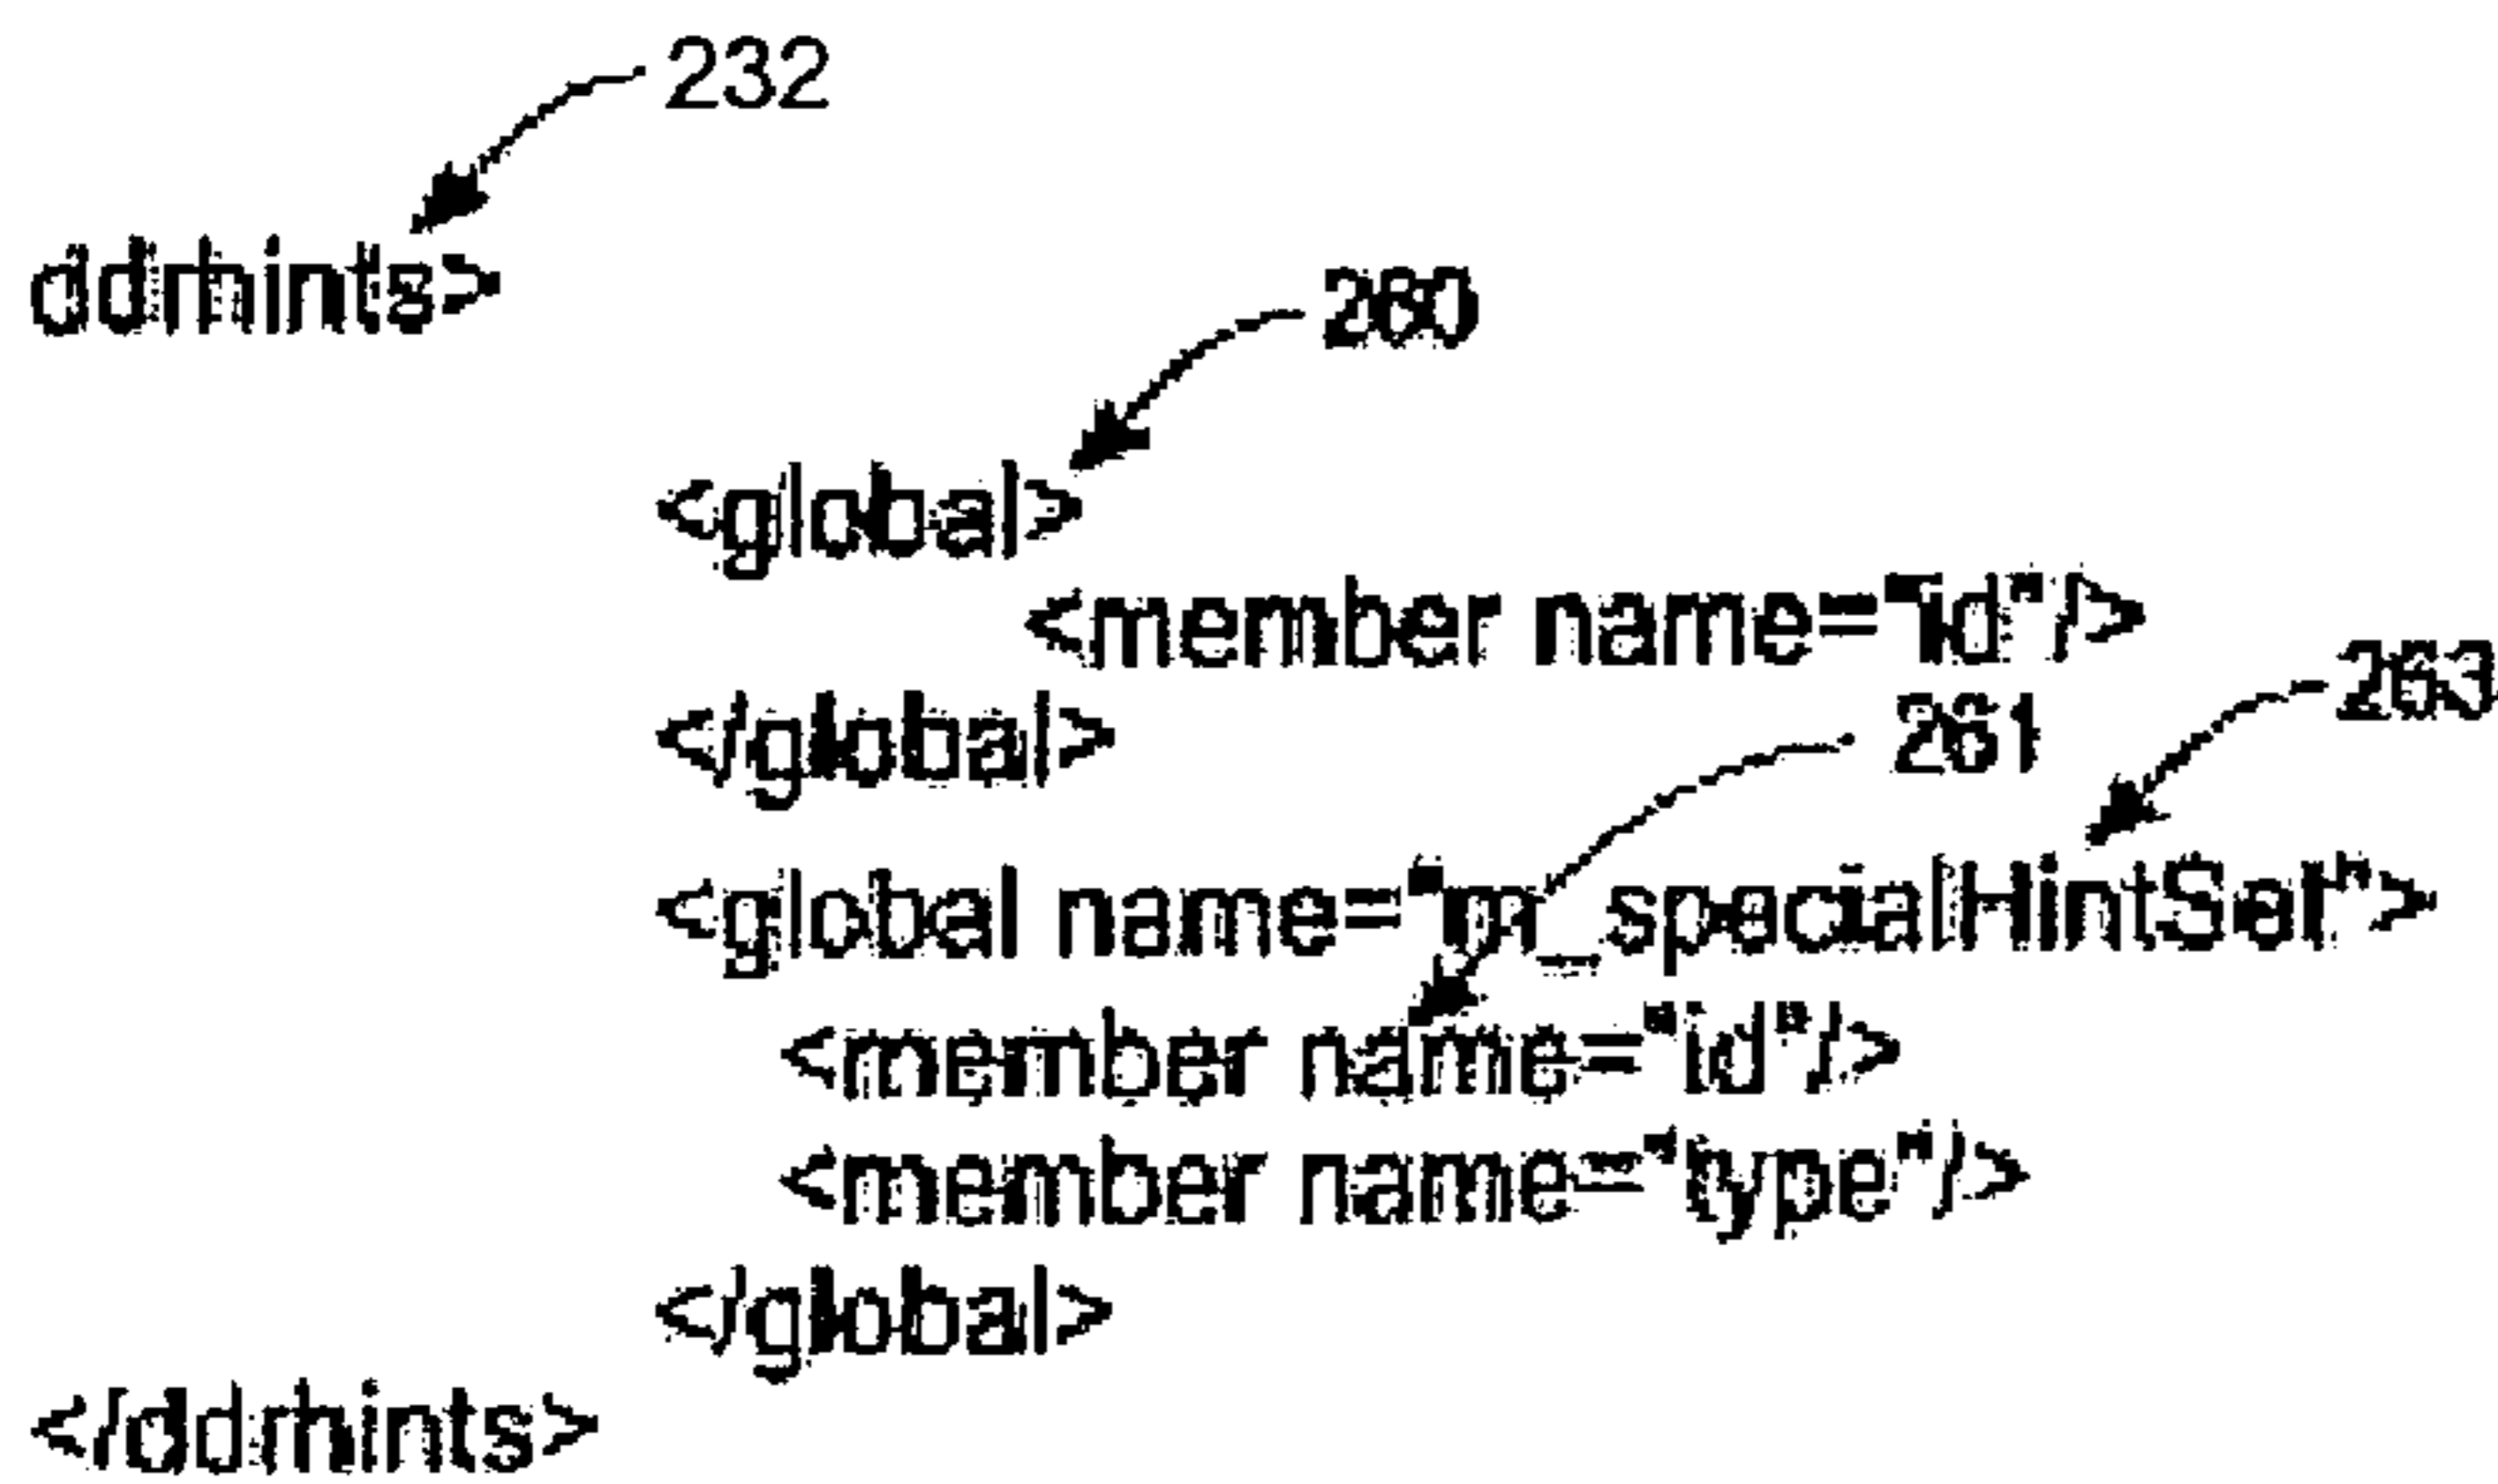 232
ddrhints>
260
<global>
<member name="id"/>
263
</global>
261
<global name="m_specialHintSet">
<member name="id"/>
<member name="type"/>
</global>
</ddrhints>